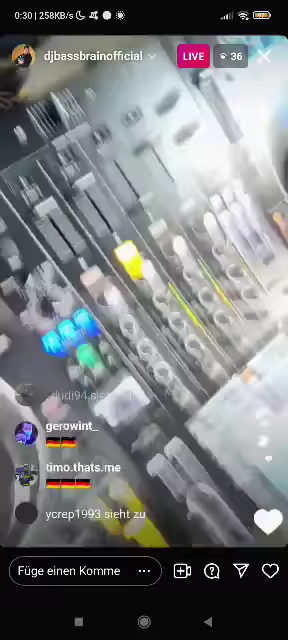 0:30 | 258KB/s
djbassbrainofficial
LIVE
36
gerowint_
🇩🇪🇩🇪
timo.thats.me
🇩🇪🇩🇪🇩🇪
ycrep1993 sieht zu
Füge einen Komme